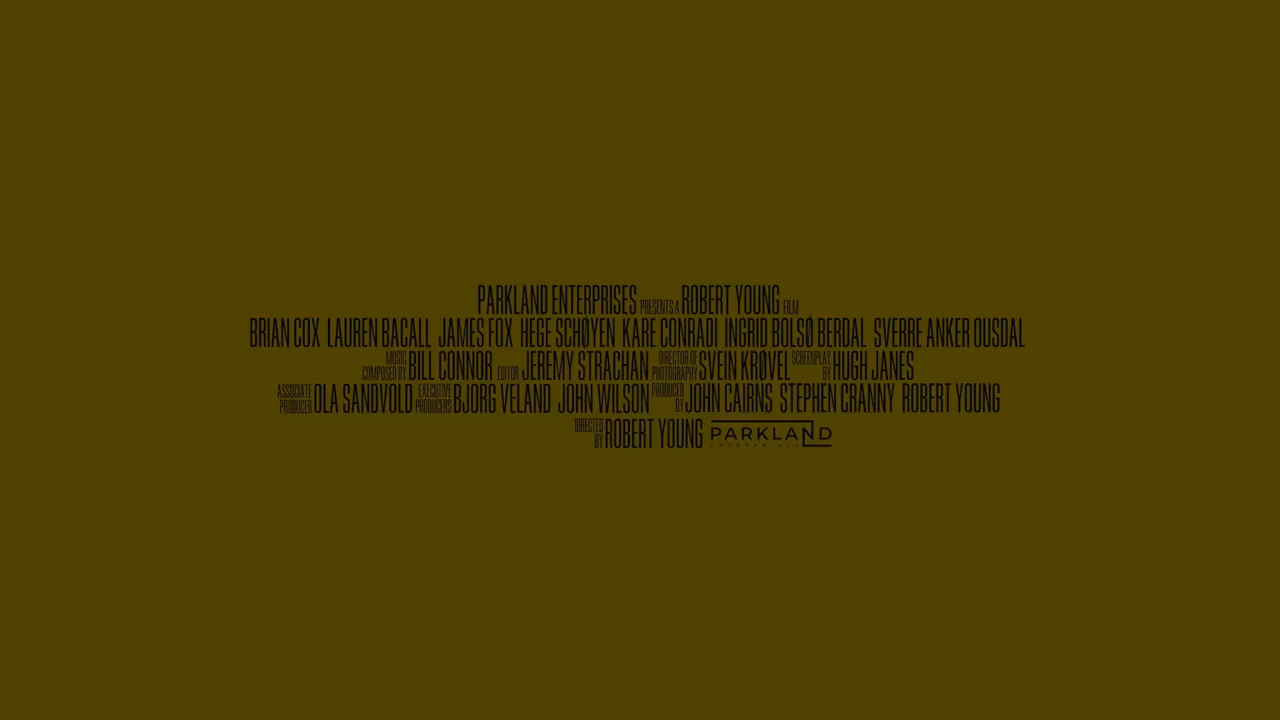 PARKLAND ENTERPRISES PRESENTS A ROBERT YOUNG FILM
BRIAN COX LAUREN BACALL JAMES FOX HEGE SCHØYEN KARE CONRADI INGRID BOLSØ BERDAL SVERRE ANKER OUSDAL
MUSIC COMPOSED BY BILL CONNOR EDITOR JEREMY STRACHAN DIRECTOR OF PHOTOGRAPHY SVEIN KRØVEL SCREENPLAY BY HUGH JANES
ASSOCIATE PRODUCER OLA SANDVOLD EXECUTIVE PRODUCERS BJORG VELAND JOHN WILSON PRODUCED BY JOHN CAIRNS STEPHEN CRANNY ROBERT YOUNG
DIRECTED BY ROBERT YOUNG PARKLAND